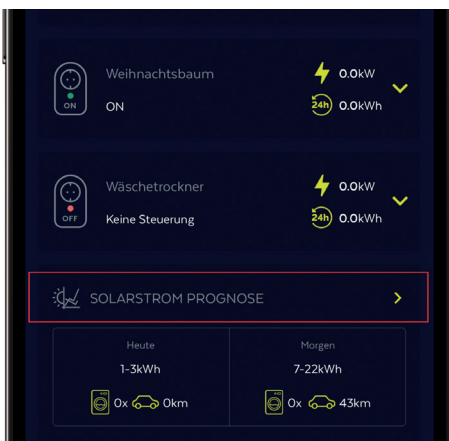 Weihnachtsbaum
0.0kW
ON
ON
24h
0.0kWh
Wäschetrockner
0.0kW
OFF
Keine Steuerung
24h
0.0kWh
SOLARSTROM PROGNOSE
Heute
Morgen
1-3kWh
7-22kWh
0x 0km
0x 43km